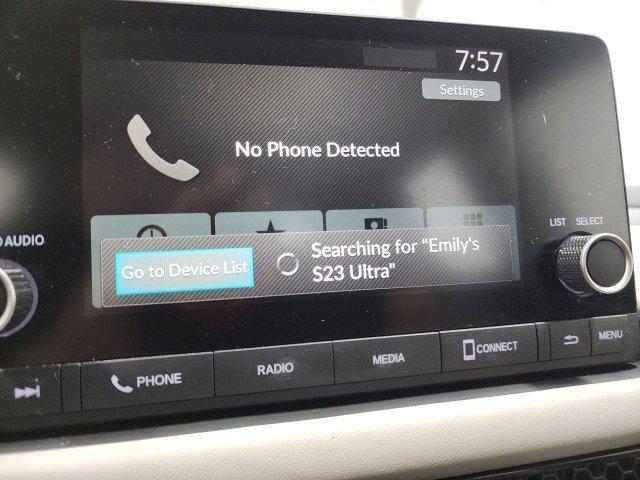 7:57
Settings
No Phone Detected
AUDIO
LIST SELECT
Go to Device List
Searching for "Emily's
S23 Ultra"
PHONE
RADIO
MEDIA
CONNECT
MENU